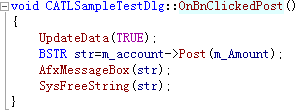 void CATLSampleTestDlg::OnBnClickedPost()
{
UpdateData(TRUE);
BSTR str=m_account->Post(m_Amount);
AfxMessageBox(str);
SysFreeString(str);
}